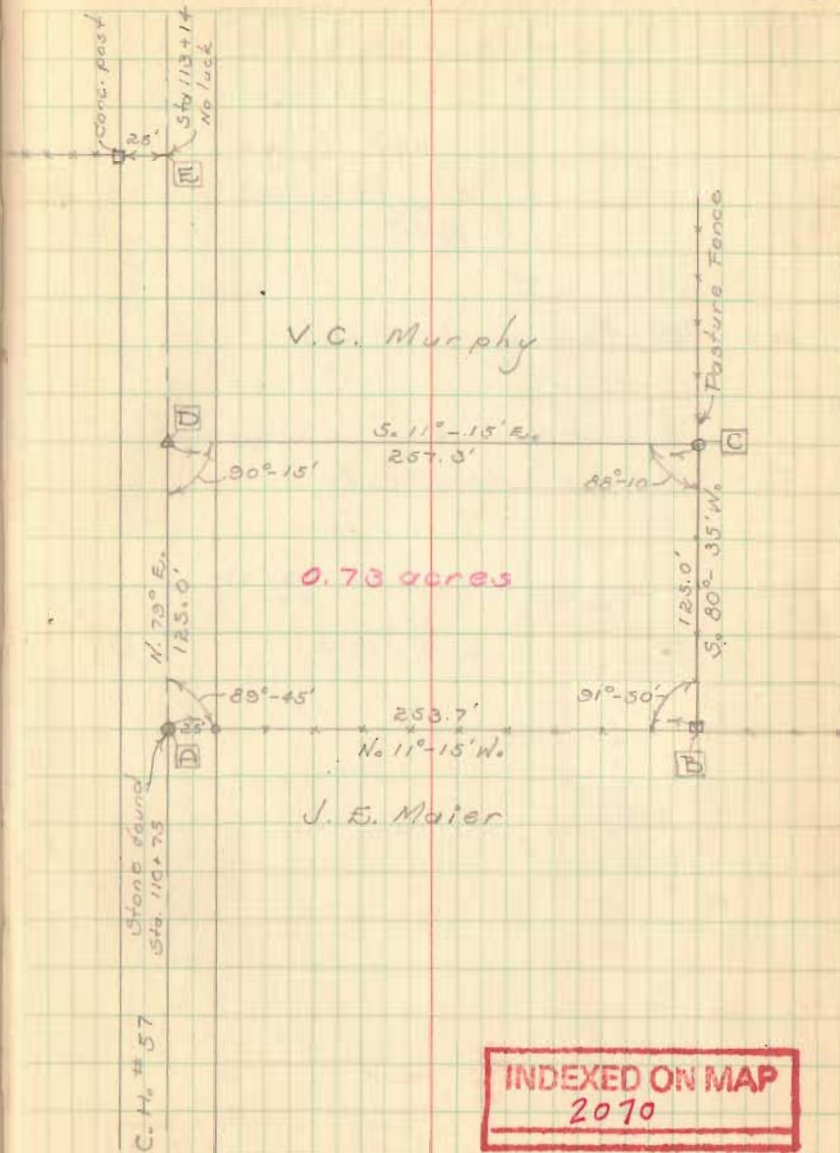 Conc. post
25'
Sta 113+14
No luck
E
V.C. Murphy
Pasture Fence
J
S. 11°-15' E.
257.3'
C
90°-15'
88°-10'
N. 79° E.
125.0'
0.73 acres
125.0'
S. 80°-35' W.
89°-45'
91°-50'
25'
253.7'
N. 11°-15' W.
D
B
Stone found
Sta. 110+75
J. E. Maier
C. H. # 57
INDEXED ON MAP
2070